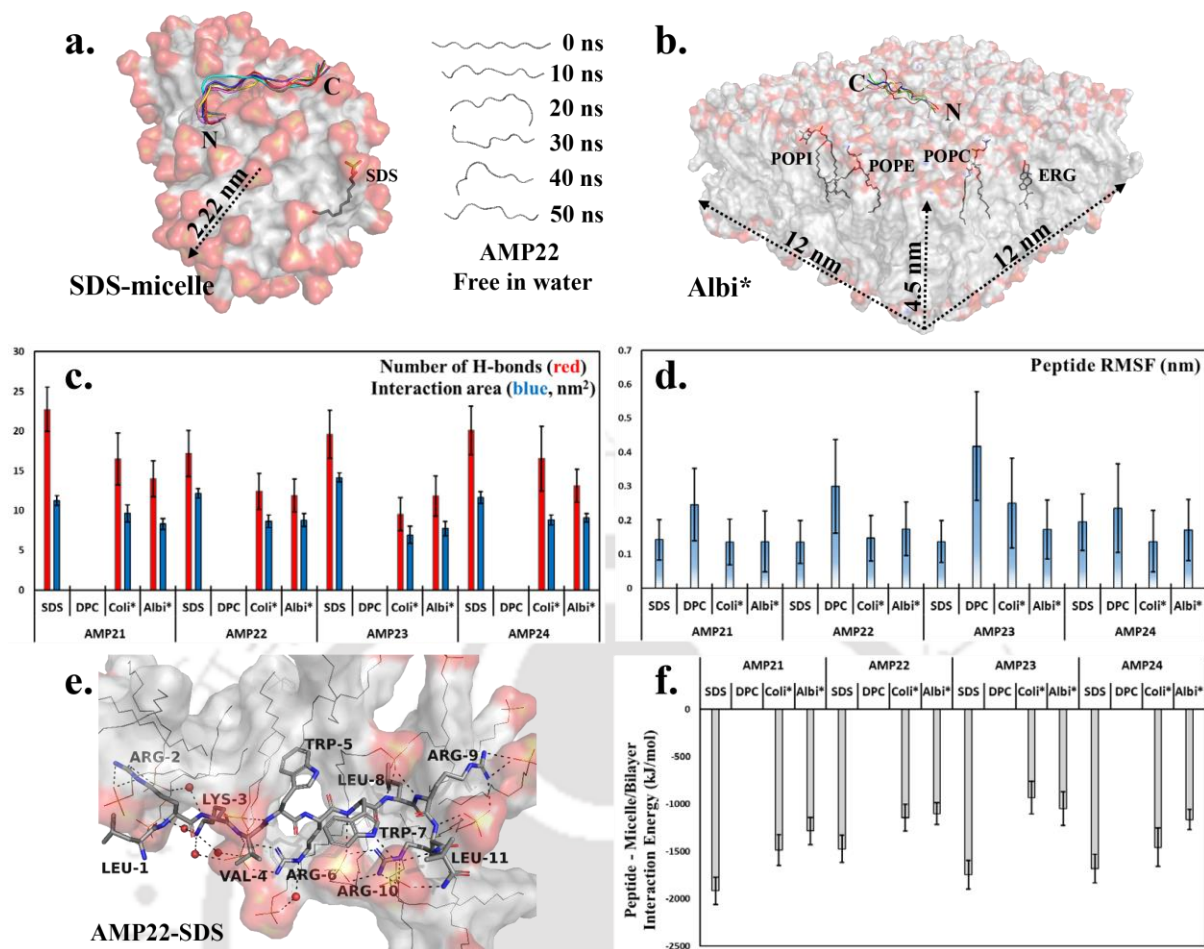 a.
C
N
SDS
2.22 nm
SDS-micelle
0 ns
10 ns
20 ns
30 ns
40 ns
50 ns
AMP22
Free in water
b.
C
N
POPI
POPE
POPC
ERG
12 nm
4.5 nm
12 nm
Albi*
c.
Number of H-bonds (red)
Interaction area (blue, nm²)
30
25
20
15
10
5
0
SDS DPC Coli* Albi* SDS DPC Coli* Albi* SDS DPC Coli* Albi* SDS DPC Coli* Albi*
AMP21 AMP22 AMP23 AMP24
d.
Peptide RMSF (nm)
0.7
0.6
0.5
0.4
0.3
0.2
0.1
0
SDS DPC Coli* Albi* SDS DPC Coli* Albi* SDS DPC Coli* Albi* SDS DPC Coli* Albi*
AMP21 AMP22 AMP23 AMP24
e.
ARG-2
TRP-5
ARG-9
LEU-8
LYS-3
TRP-7
LEU-1
VAL-4
ARG-6
LEU-11
ARG-10
AMP22-SDS
f.
AMP21 AMP22 AMP23 AMP24
SDS DPC Coli* Albi* SDS DPC Coli* Albi* SDS DPC Coli* Albi* SDS DPC Coli* Albi*
0
-500
-1000
-1500
-2000
-2500
Peptide - Micelle/Bilayer
Interaction Energy (kJ/mol)